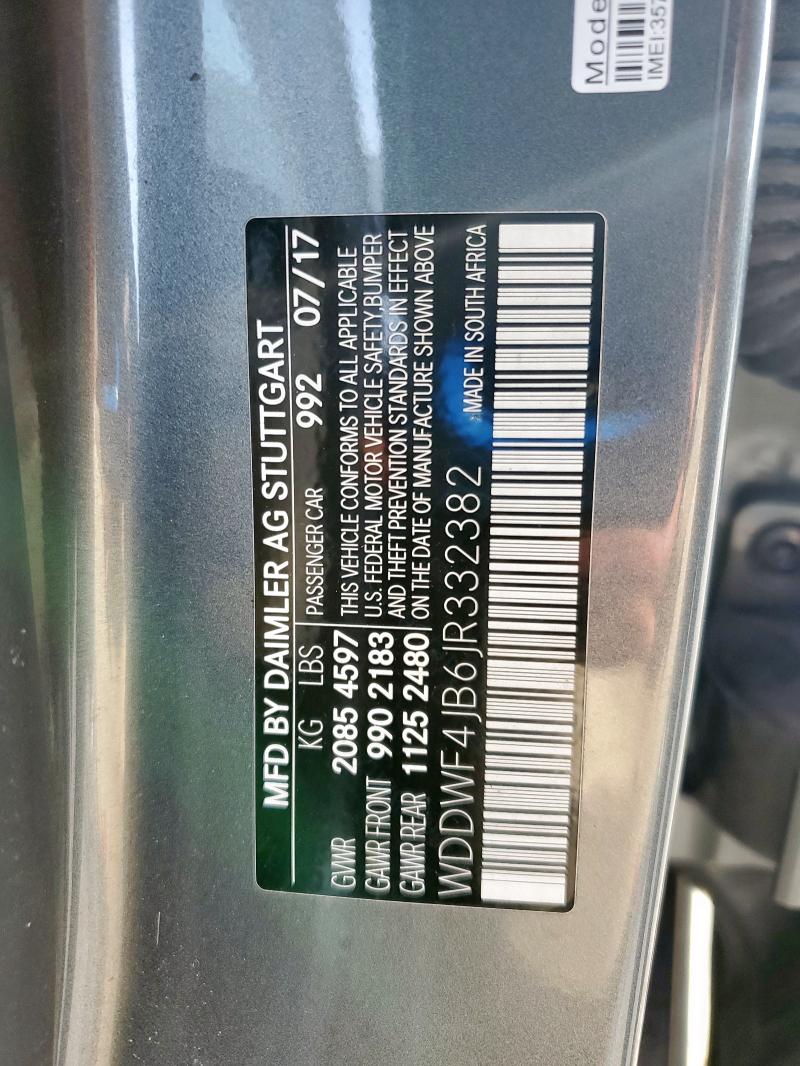 MFD BY DAIMLER AG STUTTGART
KG LBS PASSENGER CAR 992 07/17
GVWR 2085 4597 THIS VEHICLE CONFORMS TO ALL APPLICABLE
GAWR FRONT 990 2183 U.S. FEDERAL MOTOR VEHICLE SAFETY,BUMPER
GAWR REAR 1125 2480 AND THEFT PREVENTION STANDARDS IN EFFECT
ON THE DATE OF MANUFACTURE SHOWN ABOVE
WDDWF4JB6JR332382 MADE IN SOUTH AFRICA
Mode
IMEI:357